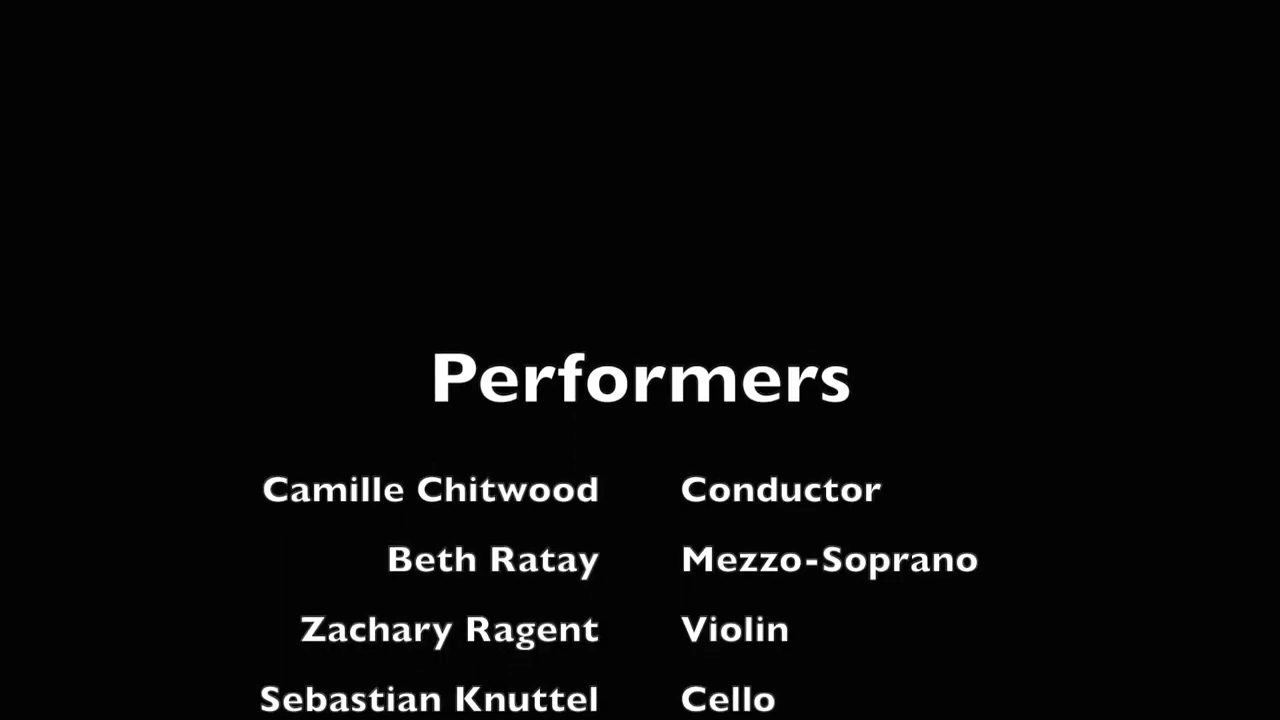 Performers
Camille Chitwood Conductor
Beth Ratay Mezzo-Soprano
Zachary Ragent Violin
Sebastian Knuttel Cello